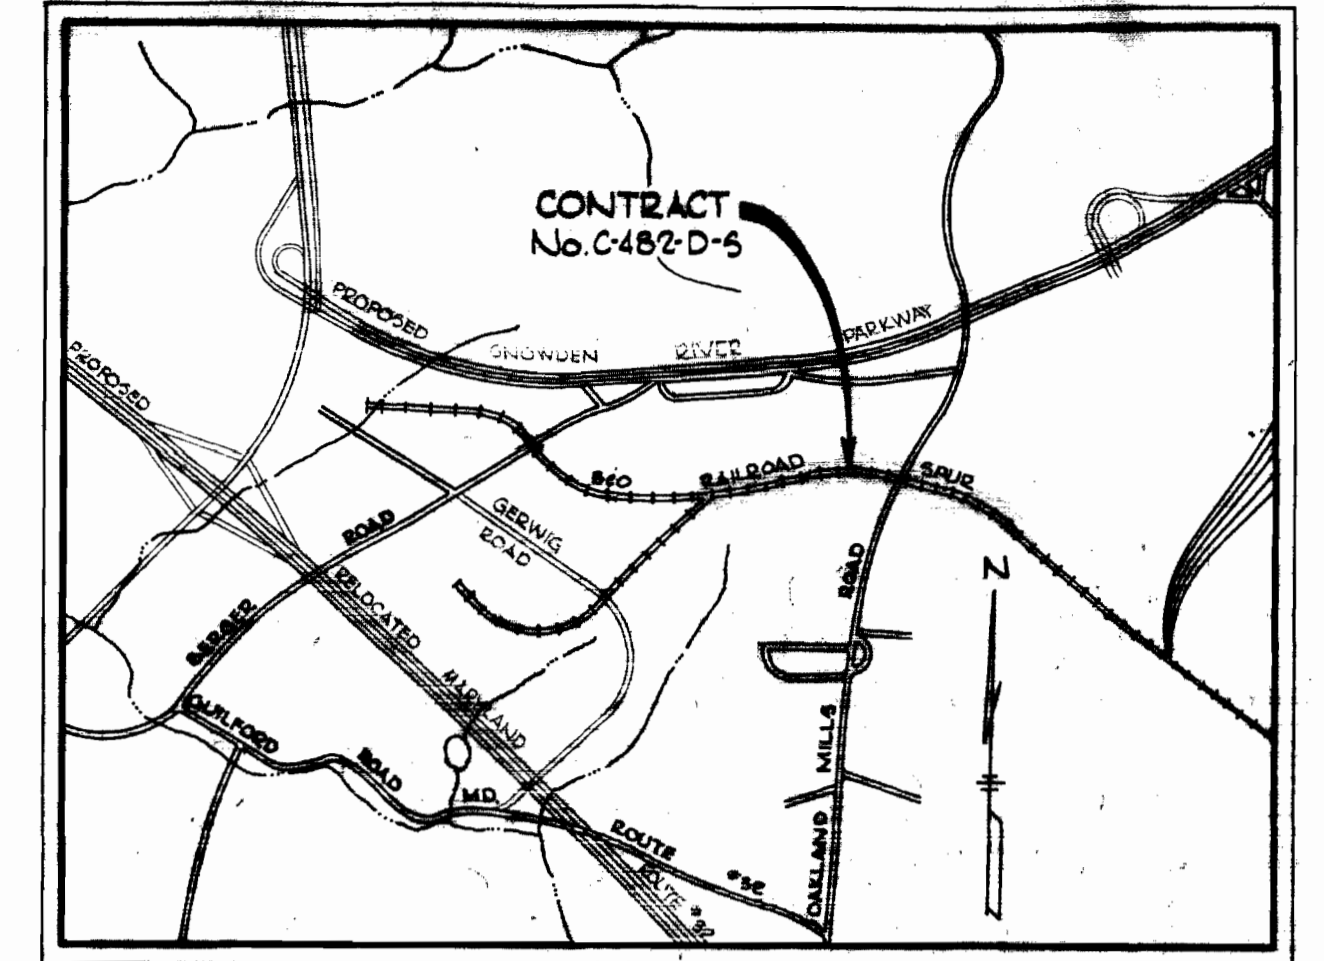 CONTRACT
No. C-482-D-S
PROPOSED
SNOWDEN
RIVER
PARKWAY
PROPOSED
RELOCATED
MARYLAND
ROUTE #32
B&O
RAILROAD
SPUR
GERWIG
ROAD
BERGER
ROAD
GUILFORD
ROAD
MD.
ROUTE
#32
OAKLAND
MILLS
ROAD
N